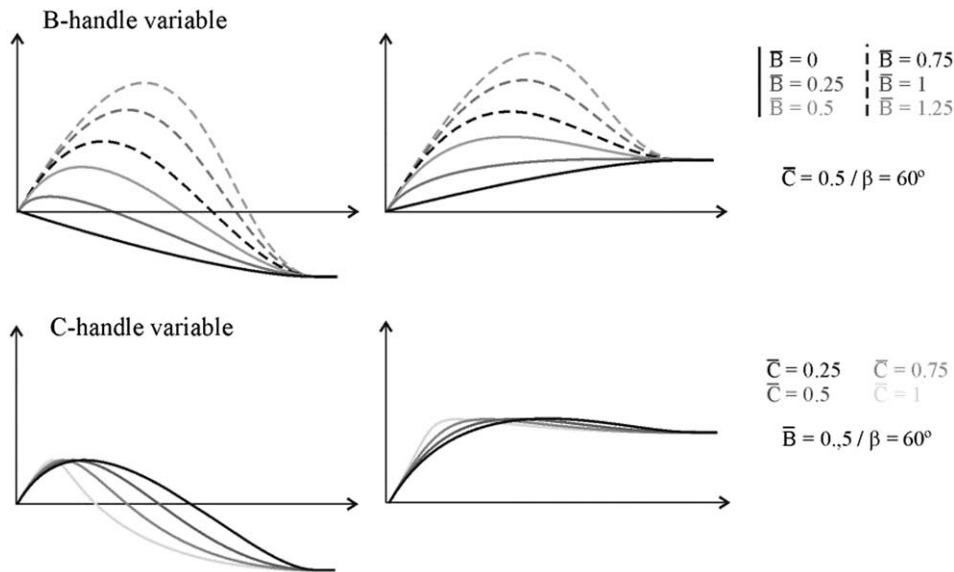 B-handle variable
B̅ = 0 B̅ = 0.75
B̅ = 0.25 B̅ = 1
B̅ = 0.5 B̅ = 1.25
C̅ = 0.5 / β = 60º
C-handle variable
C̅ = 0.25 C̅ = 0.75
C̅ = 0.5 C̅ = 1
B̅ = 0.,5 / β = 60º